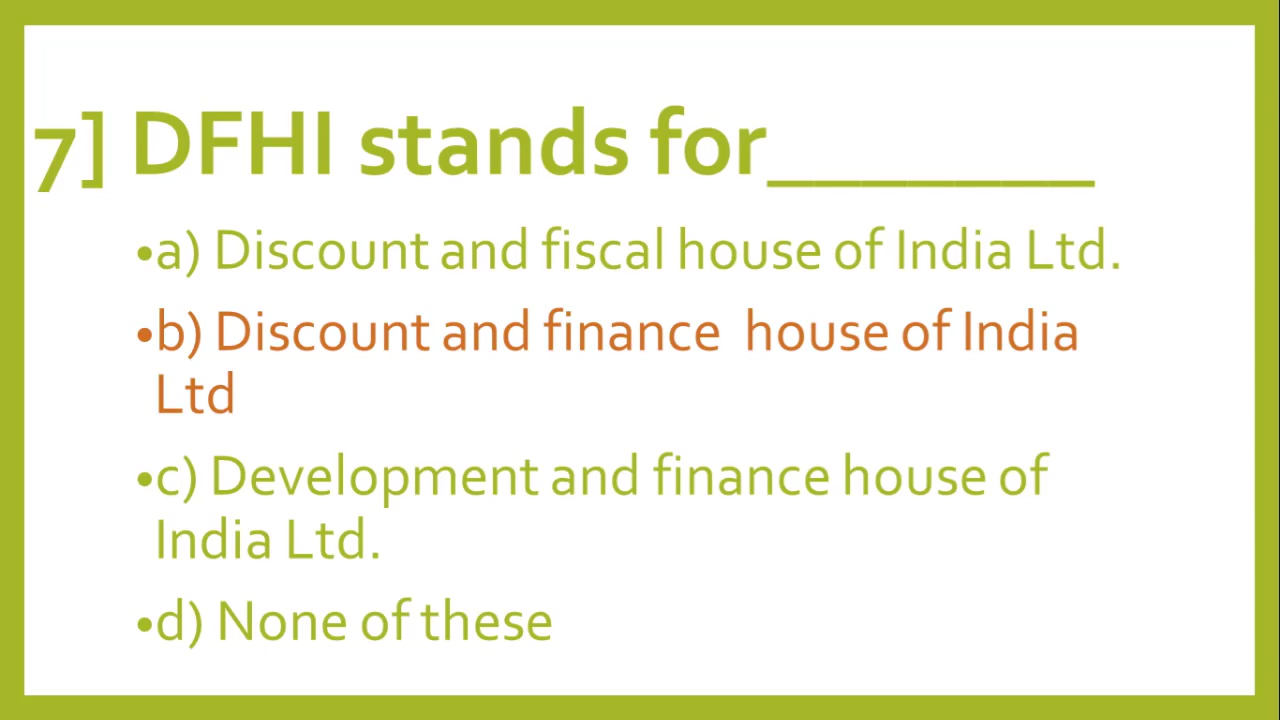 7] DFHI stands for_______
•a) Discount and fiscal house of India Ltd.
•b) Discount and finance  house of India
Ltd
•c) Development and finance house of
India Ltd.
•d) None of these